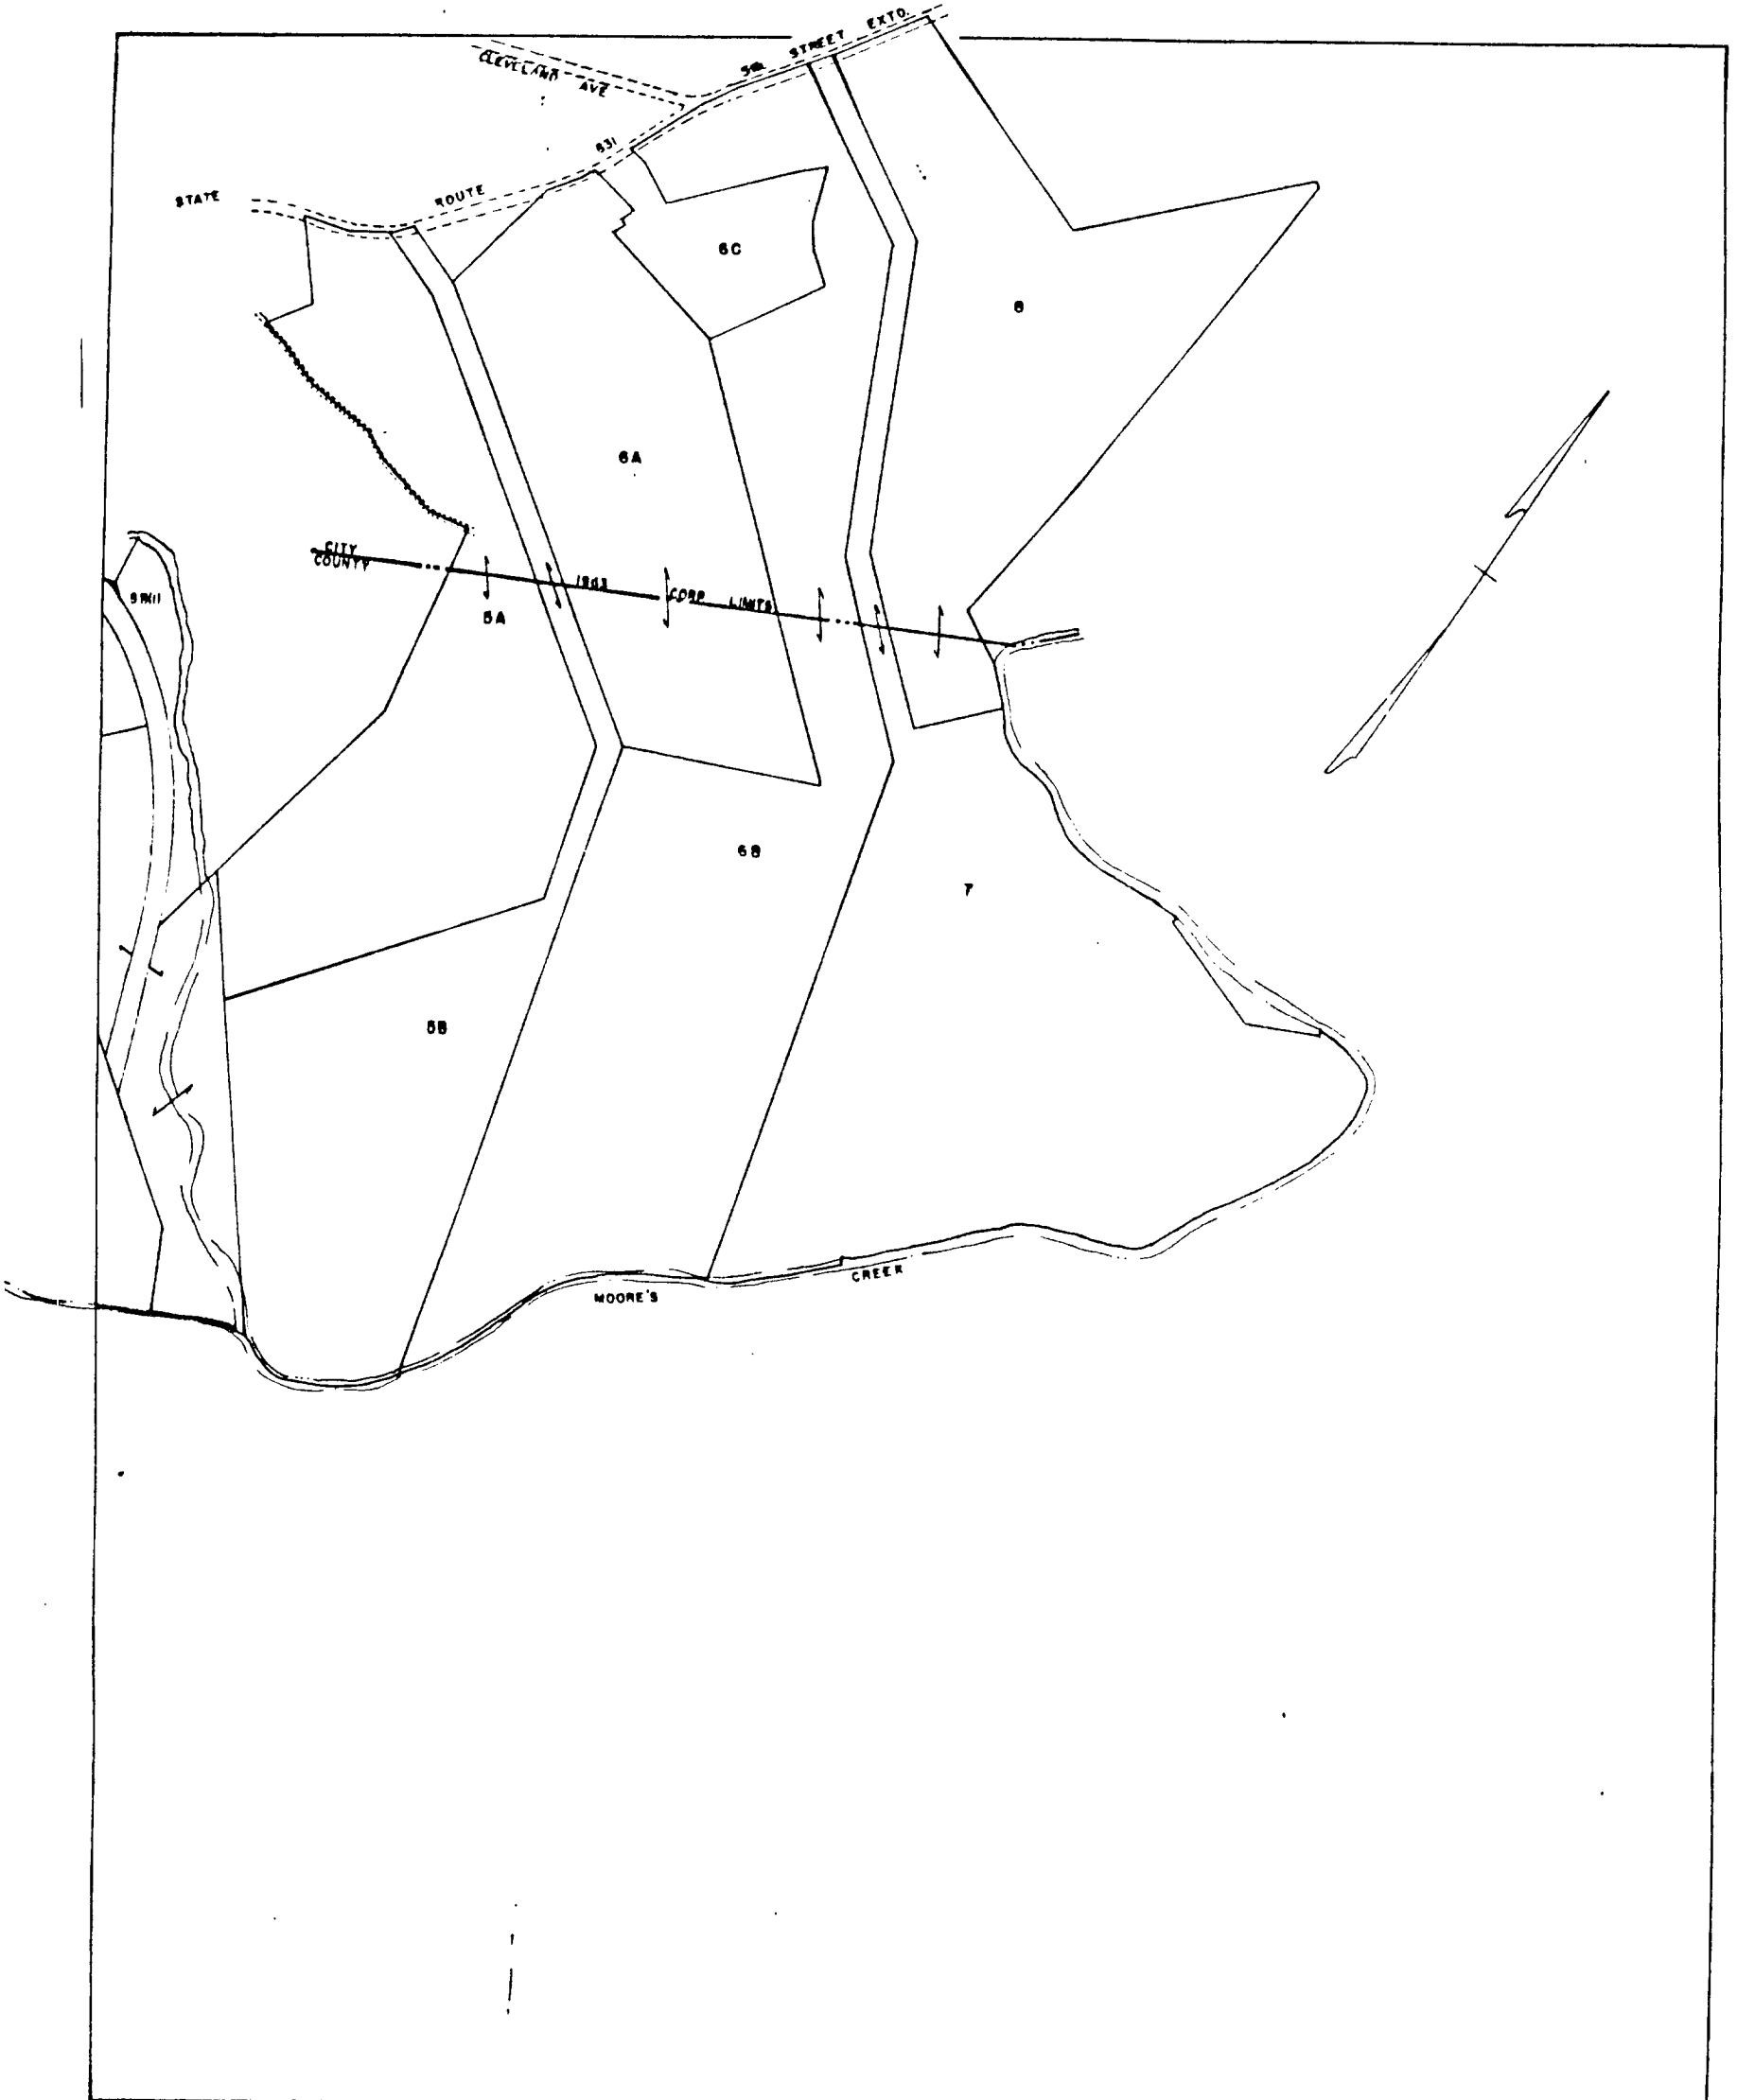 CLEVELAND AVE
5th STREET EXTD.
STATE ROUTE 631
6C
8
6A
CITY
COUNTY
1963 CORP LIMITS
5A
6B
7
5B
MOORE'S CREEK